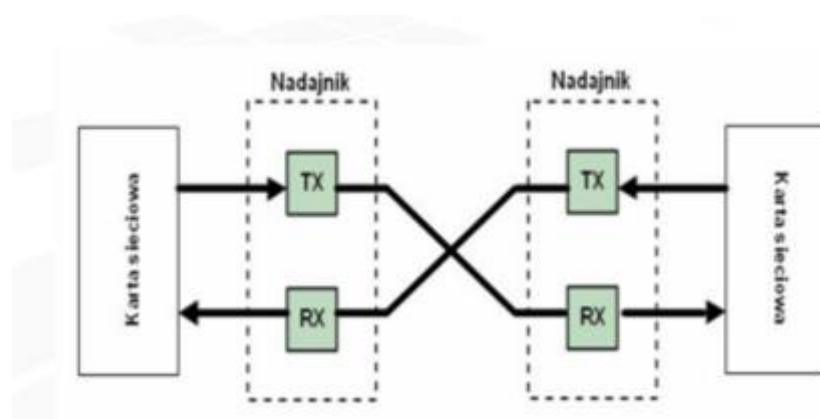 Nadajnik
Nadajnik
Karta sieciowa
TX
TX
Karta sieciowa
RX
RX